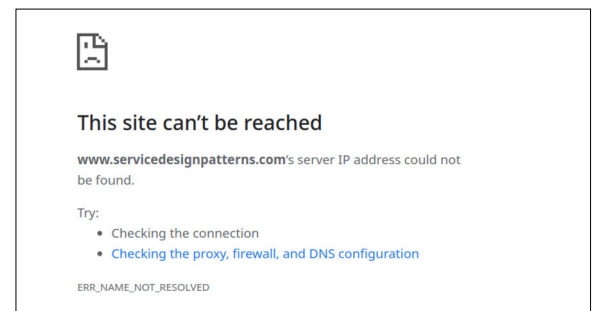 This site can’t be reached
www.servicedesignpatterns.com’s server IP address could not
be found.
Try:
• Checking the connection
• Checking the proxy, firewall, and DNS configuration
ERR_NAME_NOT_RESOLVED